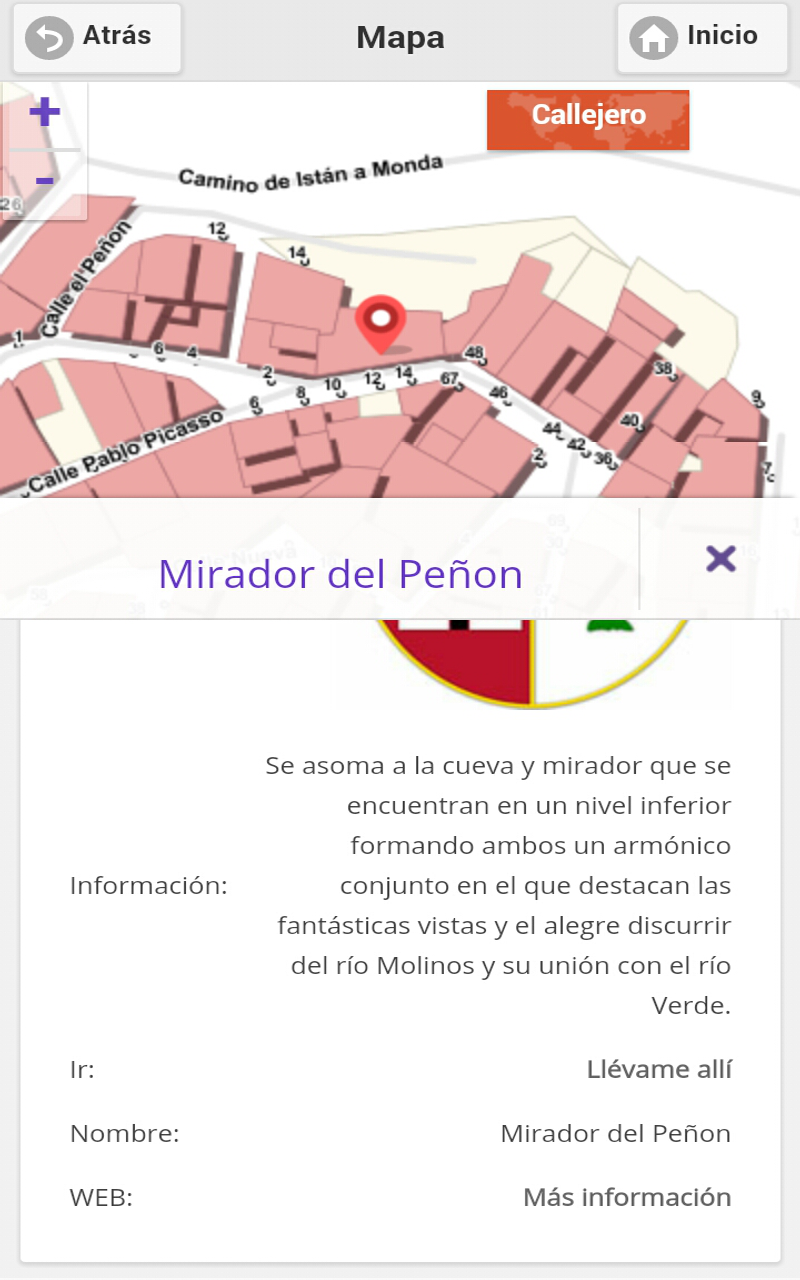 Atrás
Mapa
Inicio
+
Callejero
-
Camino de Istán a Monda
26
12
14
Calle el Peñón
1
6
4
2
48
10
12
14
67
38
8
46
9
6
40
Calle Pablo Picasso
44
42
36
2
7
Mirador del Peñon
Se asoma a la cueva y mirador que se
encuentran en un nivel inferior
formando ambos un armónico
Información:
conjunto en el que destacan las
fantásticas vistas y el alegre discurrir
del río Molinos y su unión con el río
Verde.
Ir:
Llévame allí
Nombre:
Mirador del Peñon
WEB:
Más información